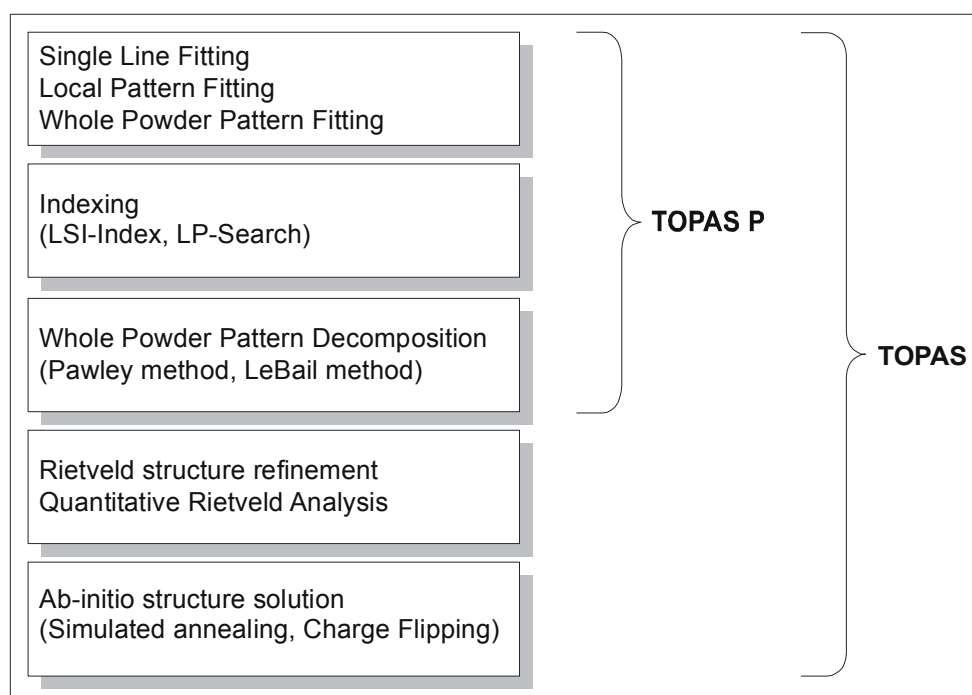 Single Line Fitting
Local Pattern Fitting
Whole Powder Pattern Fitting
Indexing
(LSI-Index, LP-Search)
Whole Powder Pattern Decomposition
(Pawley method, LeBail method)
Rietveld structure refinement
Quantitative Rietveld Analysis
Ab-initio structure solution
(Simulated annealing, Charge Flipping)
TOPAS P
TOPAS